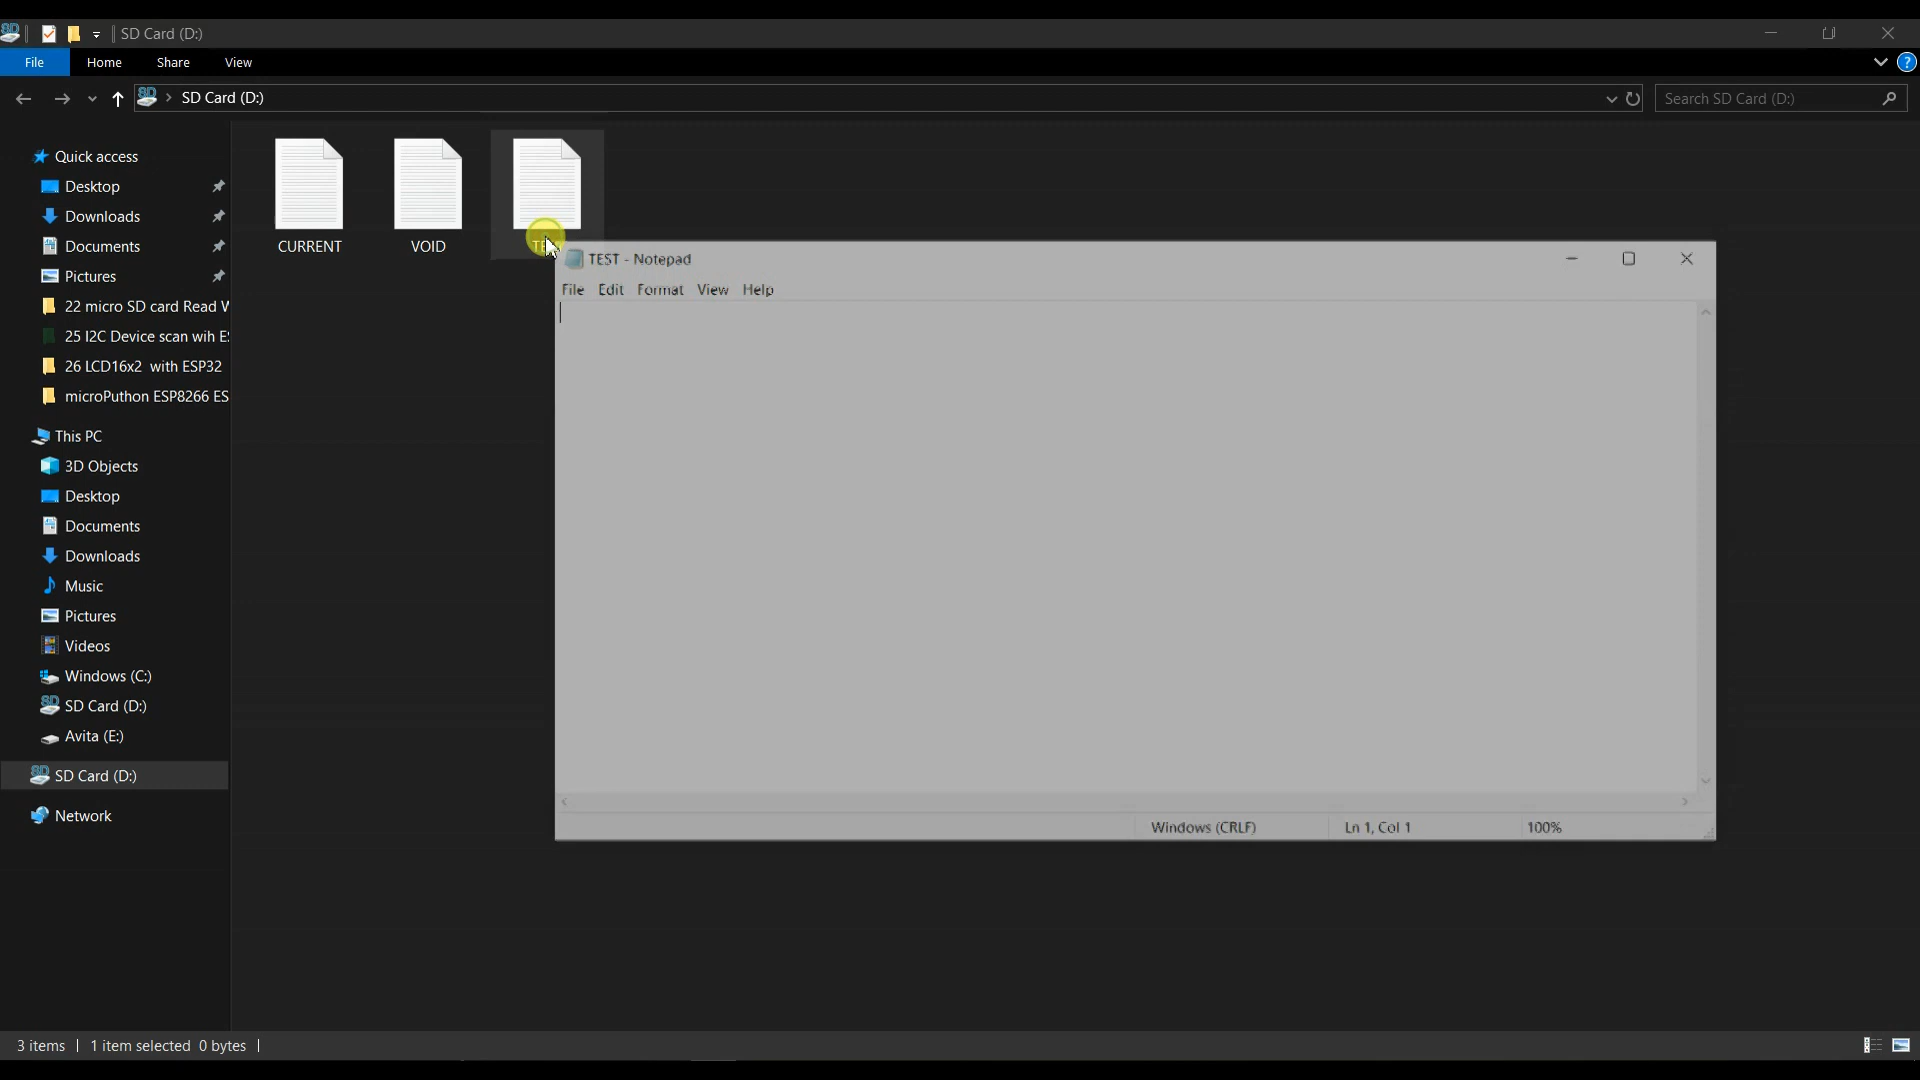 SD Card (D:)
File Home Share View
SD Card (D:)
Search SD Card (D:)
Quick access
Desktop
Downloads
Documents
Pictures
22 micro SD card Read W
25 I2C Device scan wih E
26 LCD16x2 with ESP32
microPuthon ESP8266 ES
This PC
3D Objects
Desktop
Documents
Downloads
Music
Pictures
Videos
Windows (C:)
SD Card (D:)
Avita (E:)
SD Card (D:)
Network
CURRENT VOID
TEST - Notepad
File Edit Format View Help
Windows (CRLF) Ln 1, Col 1 100%
3 items 1 item selected 0 bytes